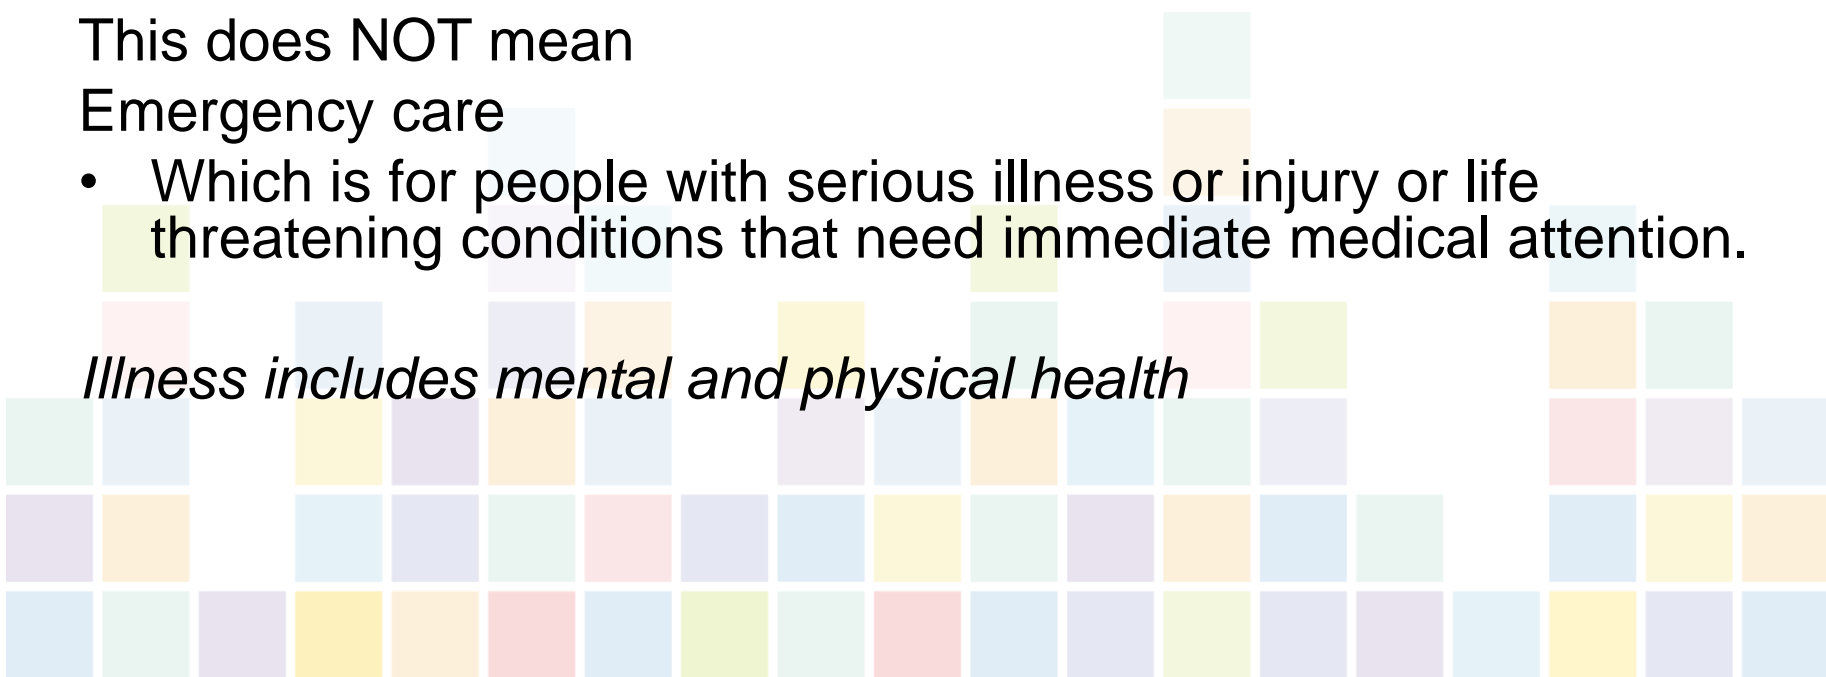 This does NOT mean
Emergency care
• Which is for people with serious illness or injury or life
threatening conditions that need immediate medical attention.
Illness includes mental and physical health